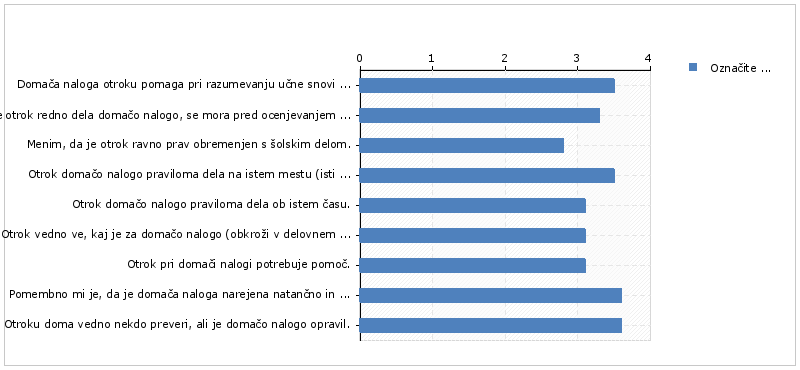 0 1 2 3 4
Označite ...
Domača naloga otroku pomaga pri razumevanju učne snovi ...
otrok redno dela domačo nalogo, se mora pred ocenjevanjem ...
Menim, da je otrok ravno prav obremenjen s šolskim delom.
Otrok domačo nalogo praviloma dela na istem mestu (isti ...
Otrok domačo nalogo praviloma dela ob istem času.
Otrok vedno ve, kaj je za domačo nalogo (obkroži v delovnem ...
Otrok pri domači nalogi potrebuje pomoč.
Pomembno mi je, da je domača naloga narejena natančno in ...
Otroku doma vedno nekdo preveri, ali je domačo nalogo opravil.